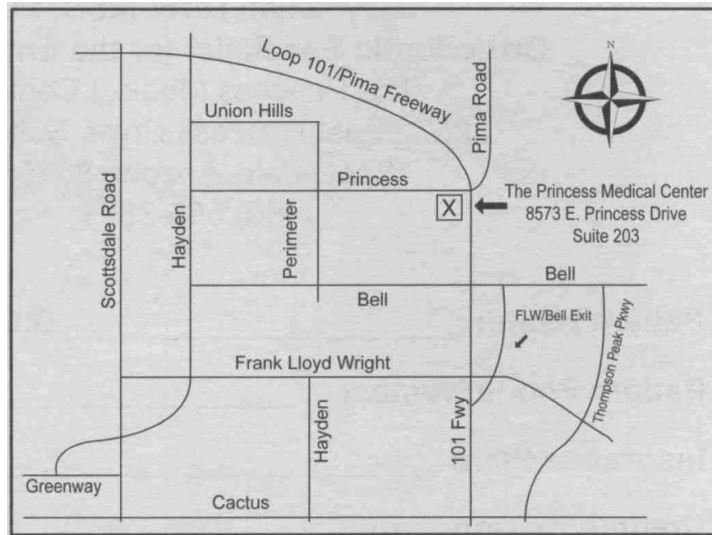 Loop 101/Pima Freeway
Pima Road
Union Hills
Princess
X
The Princess Medical Center
8573 E. Princess Drive
Suite 203
Scottsdale Road
Hayden
Perimeter
Bell
Bell
FLW/Bell Exit
Thompson Peak Pkwy
Frank Lloyd Wright
Hayden
101 Fwy
Greenway
Cactus